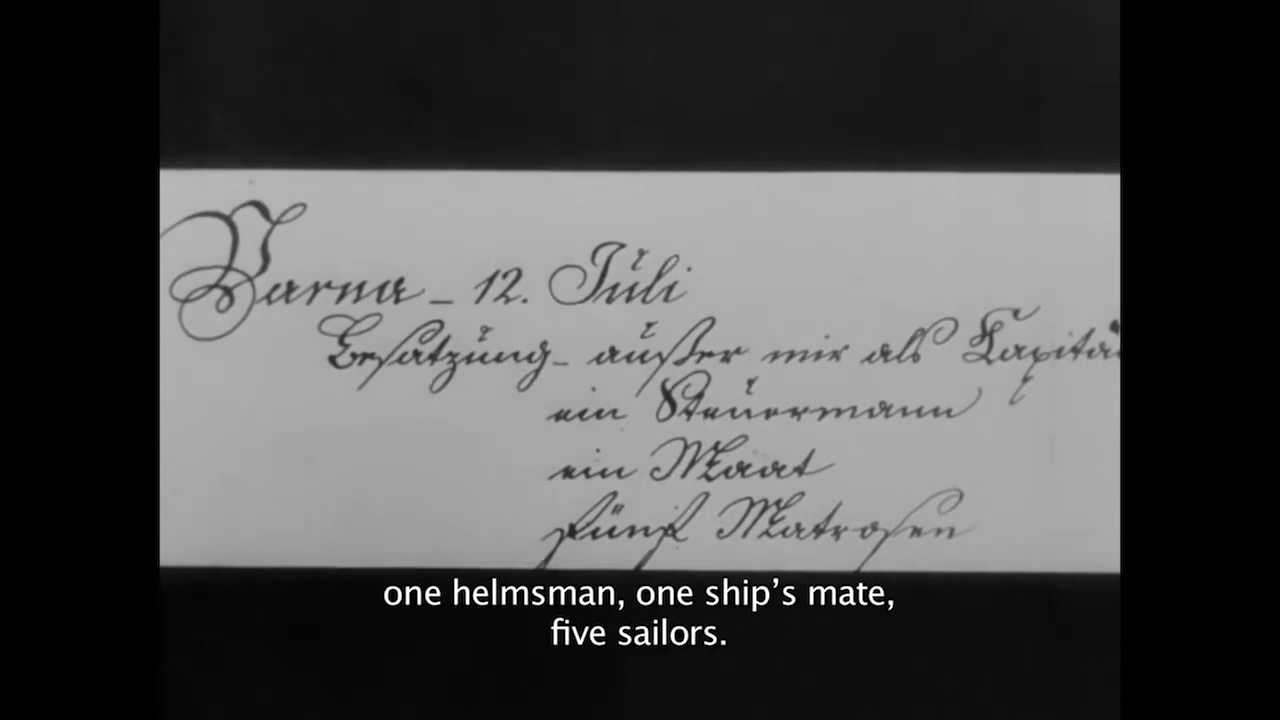 Varna – 12. Juli
Besatzung – außer mir als Kapitä
ein Steuermann
ein Maat
fünf Matrosen
one helmsman, one ship’s mate,
five sailors.